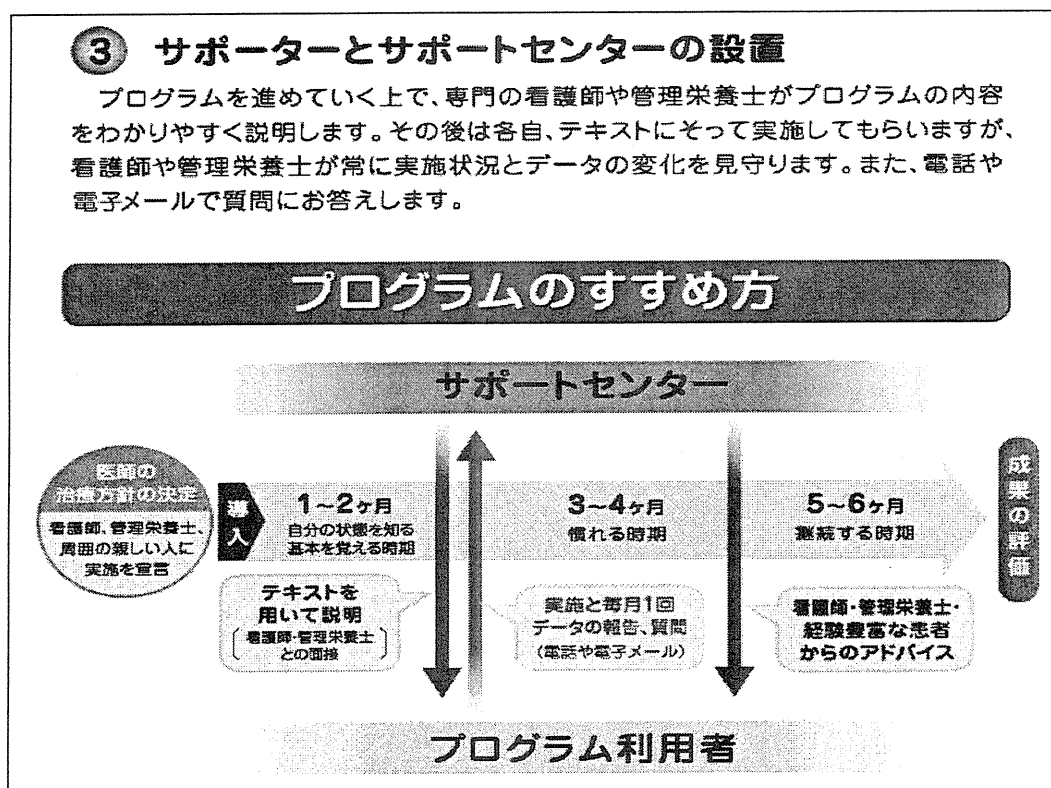 3 サポーターとサポートセンターの設置
プログラムを進めていく上で、専門の看護師や管理栄養士がプログラムの内容
をわかりやすく説明します。その後は各自、テキストにそって実施してもらいますが、
看護師や管理栄養士が常に実施状況とデータの変化を見守ります。また、電話や
電子メールで質問にお答えします。
プログラムのすすめ方
サポートセンター
医師の
治療方針の決定
看護師、管理栄養士、
周囲の親しい人に
実施を宣言
導入
1~2ヶ月
自分の状態を知る
基本を覚える時期
3~4ヶ月
慣れる時期
5~6ヶ月
継続する時期
成果の評価
テキストを
用いて説明
看護師・管理栄養士
との面接
実施と毎月1回
データの報告、質問
(電話や電子メール)
看護師・管理栄養士・
経験豊富な患者
からのアドバイス
プログラム利用者